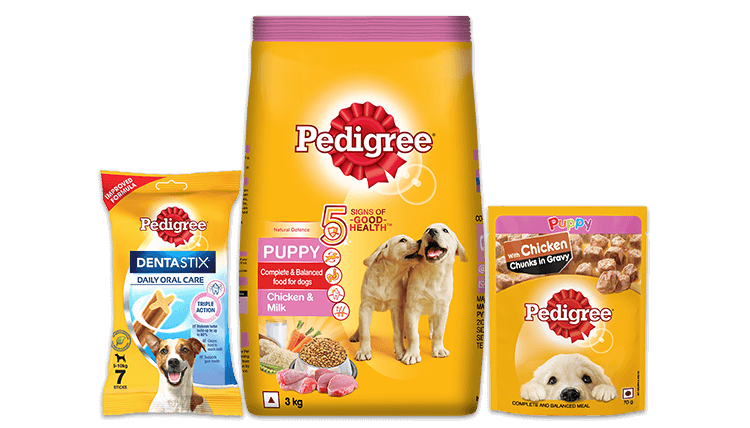 IMPROVED
FORMULA
Pedigree
DENTASTIX
DAILY ORAL CARE
TRIPLE
ACTION
5-10kg
7
STICKS
Pedigree®
5 SIGNS OF
-GOOD-
HEALTH™
Natural Defence
PUPPY
Complete & Balanced
food for dogs
Chicken &
Milk
3 kg
Puppy
With Chicken
Chunks in Gravy
Pedigree
COMPLETE AND BALANCED MEAL
70 g